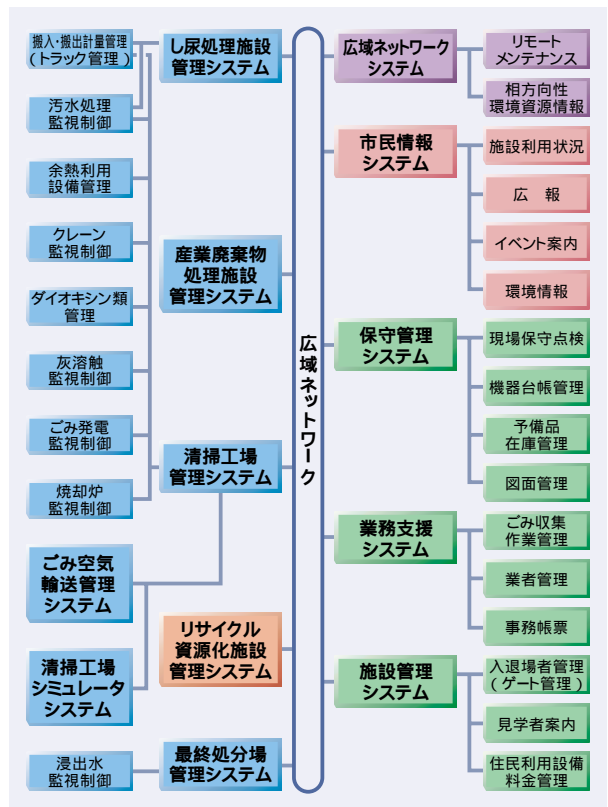 搬入・搬出計量管理
(トラック管理)
汚水処理
監視制御
余熱利用
設備管理
クレーン
監視制御
ダイオキシン類
管理
灰溶触
監視制御
ごみ発電
監視制御
焼却炉
監視制御
ごみ空気
輸送管理
システム
清掃工場
シミュレータ
システム
浸出水
監視制御
し尿処理施設
管理システム
産業廃棄物
処理施設
管理システム
清掃工場
管理システム
リサイクル
資源化施設
管理システム
最終処分場
管理システム
広域ネットワーク
広域ネットワーク
システム
リモート
メンテナンス
相方向性
環境資源情報
市民情報
システム
施設利用状況
広 報
イベント案内
環境情報
保守管理
システム
現場保守点検
機器台帳管理
予備品
在庫管理
図面管理
業務支援
システム
ごみ収集
作業管理
業者管理
事務帳票
施設管理
システム
入退場者管理
(ゲート管理)
見学者案内
住民利用設備
料金管理